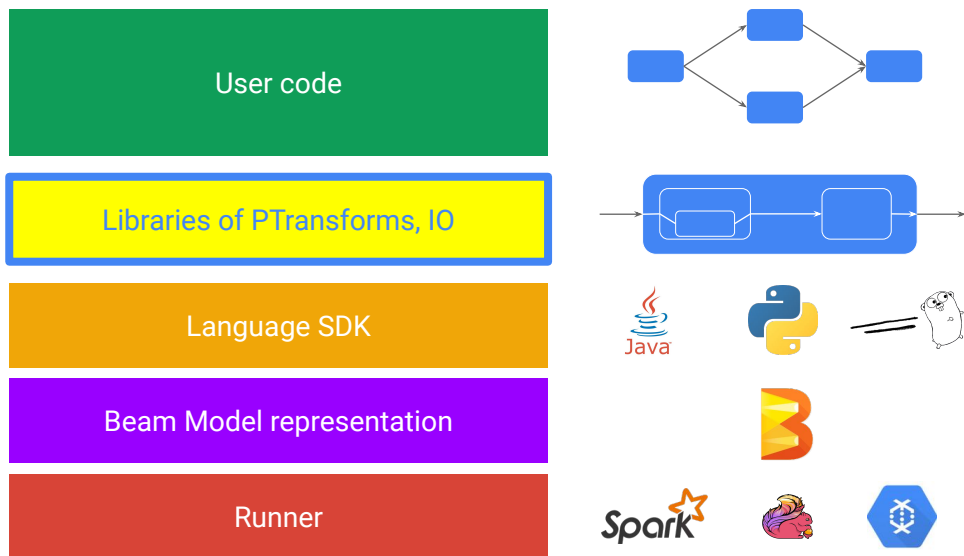 User code
Libraries of PTransforms, IO
Language SDK
Java
Beam Model representation
Runner
Spark